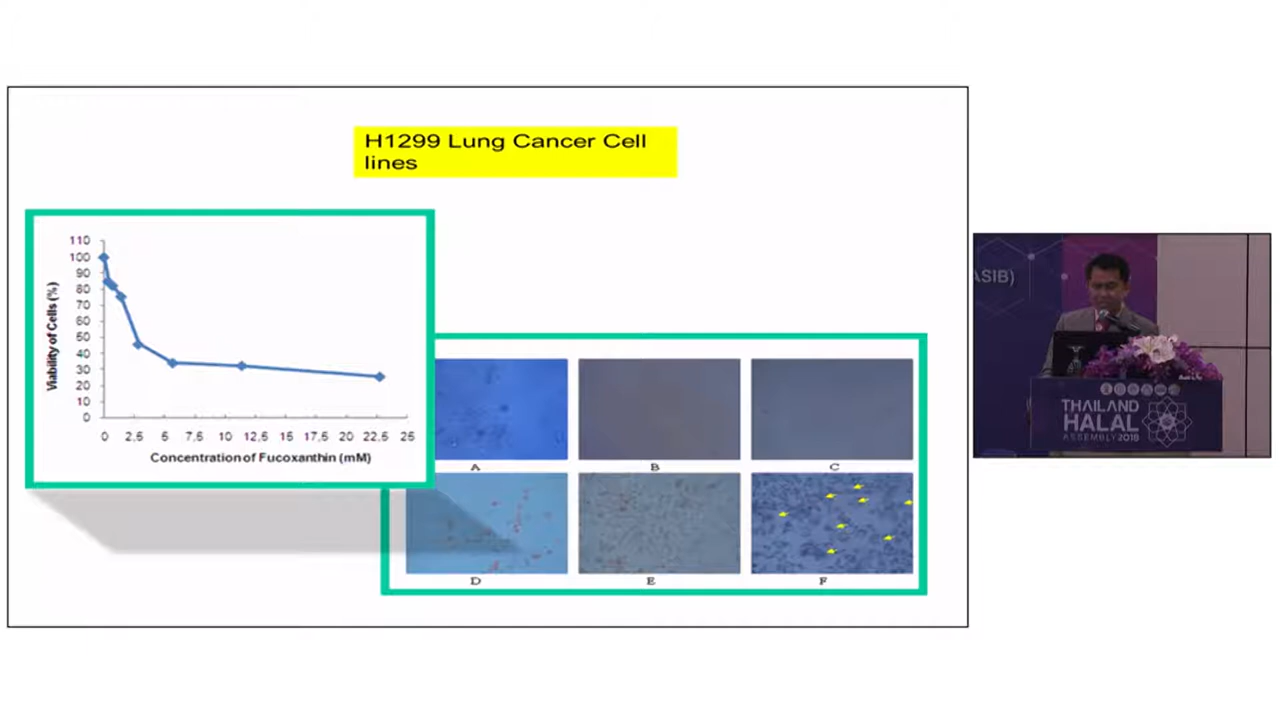 H1299 Lung Cancer Cell
lines
110
100
90
80
70
60
50
40
30
20
10
0
Viability of Cells (%)
0 2,5 5 7,5 10 12,5 15 17,5 20 22,5 25
Concentration of Fucoxanthin (mM)
A B C
D E F
ASIB)
THAILAND
HALAL
ASSEMBLY 2018